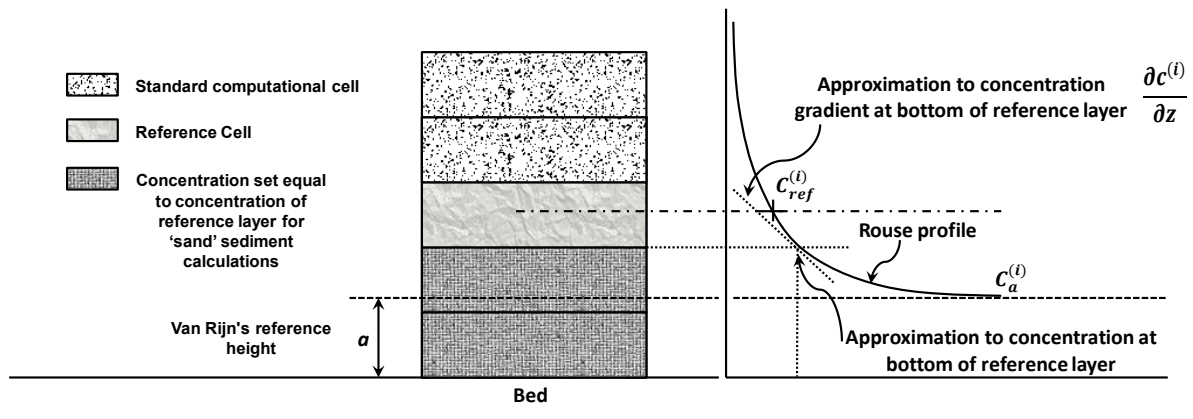 Standard computational cell
Reference Cell
Concentration set equal
to concentration of
reference layer for
‘sand’ sediment
calculations
Van Rijn's reference
height
a
Bed
Approximation to concentration
gradient at bottom of reference layer
∂c^(i)
∂z
C_ref^(i)
Rouse profile
C_a^(i)
Approximation to concentration at
bottom of reference layer